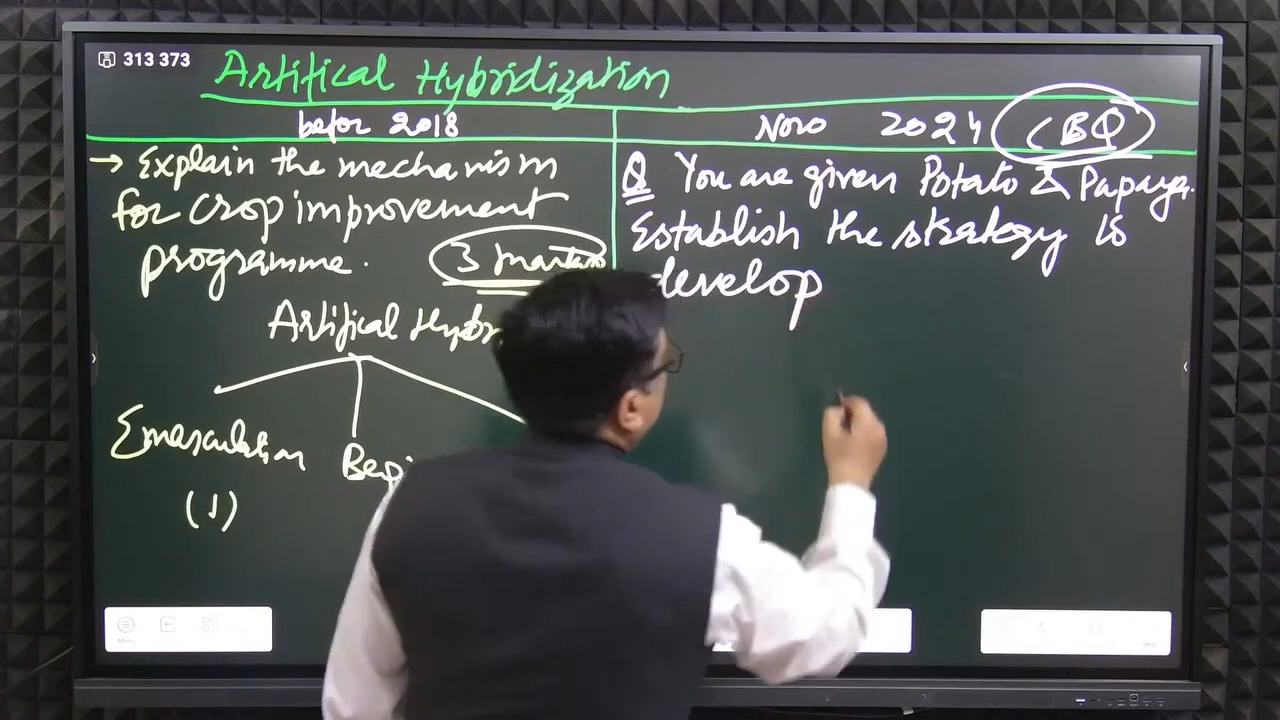 313 373
Artifical Hybridization
befor 2018
Now 2024 CBQ
→ Explain the mechanism
for crop improvement
programme. 3 marks
Artifical Hybr
Emasculation
(1)
Q You are given Potato & Papaya.
Establish the strategy is
develop